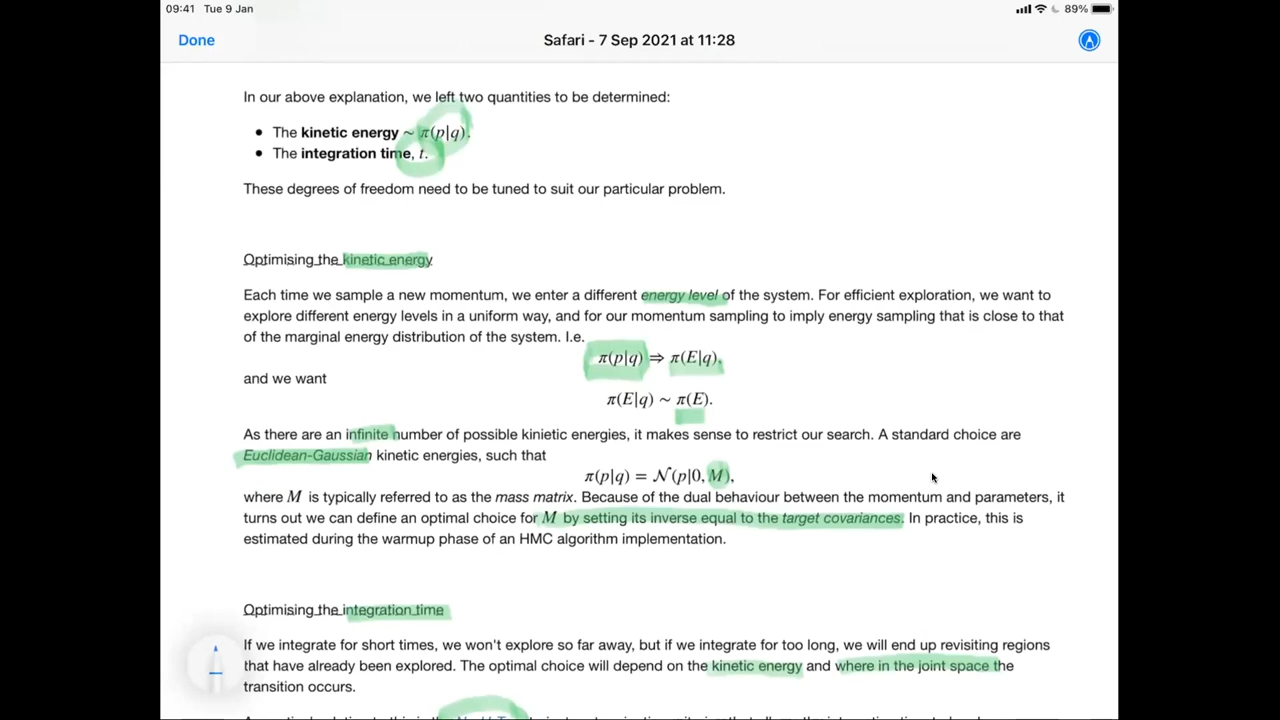 09:41 Tue 9 Jan 89%
Done Safari - 7 Sep 2021 at 11:28
In our above explanation, we left two quantities to be determined:
• The kinetic energy ~ π(p|q).
• The integration time, t.
These degrees of freedom need to be tuned to suit our particular problem.
Optimising the kinetic energy
Each time we sample a new momentum, we enter a different energy level of the system. For efficient exploration, we want to
explore different energy levels in a uniform way, and for our momentum sampling to imply energy sampling that is close to that
of the marginal energy distribution of the system. I.e.
π(p|q) ⇒ π(E|q),
and we want
π(E|q) ~ π(E).
As there are an infinite number of possible kinietic energies, it makes sense to restrict our search. A standard choice are
Euclidean-Gaussian kinetic energies, such that
π(p|q) = 𝒩(p|0, M),
where M is typically referred to as the mass matrix. Because of the dual behaviour between the momentum and parameters, it
turns out we can define an optimal choice for M by setting its inverse equal to the target covariances. In practice, this is
estimated during the warmup phase of an HMC algorithm implementation.
Optimising the integration time
If we integrate for short times, we won't explore so far away, but if we integrate for too long, we will end up revisiting regions
that have already been explored. The optimal choice will depend on the kinetic energy and where in the joint space the
transition occurs.